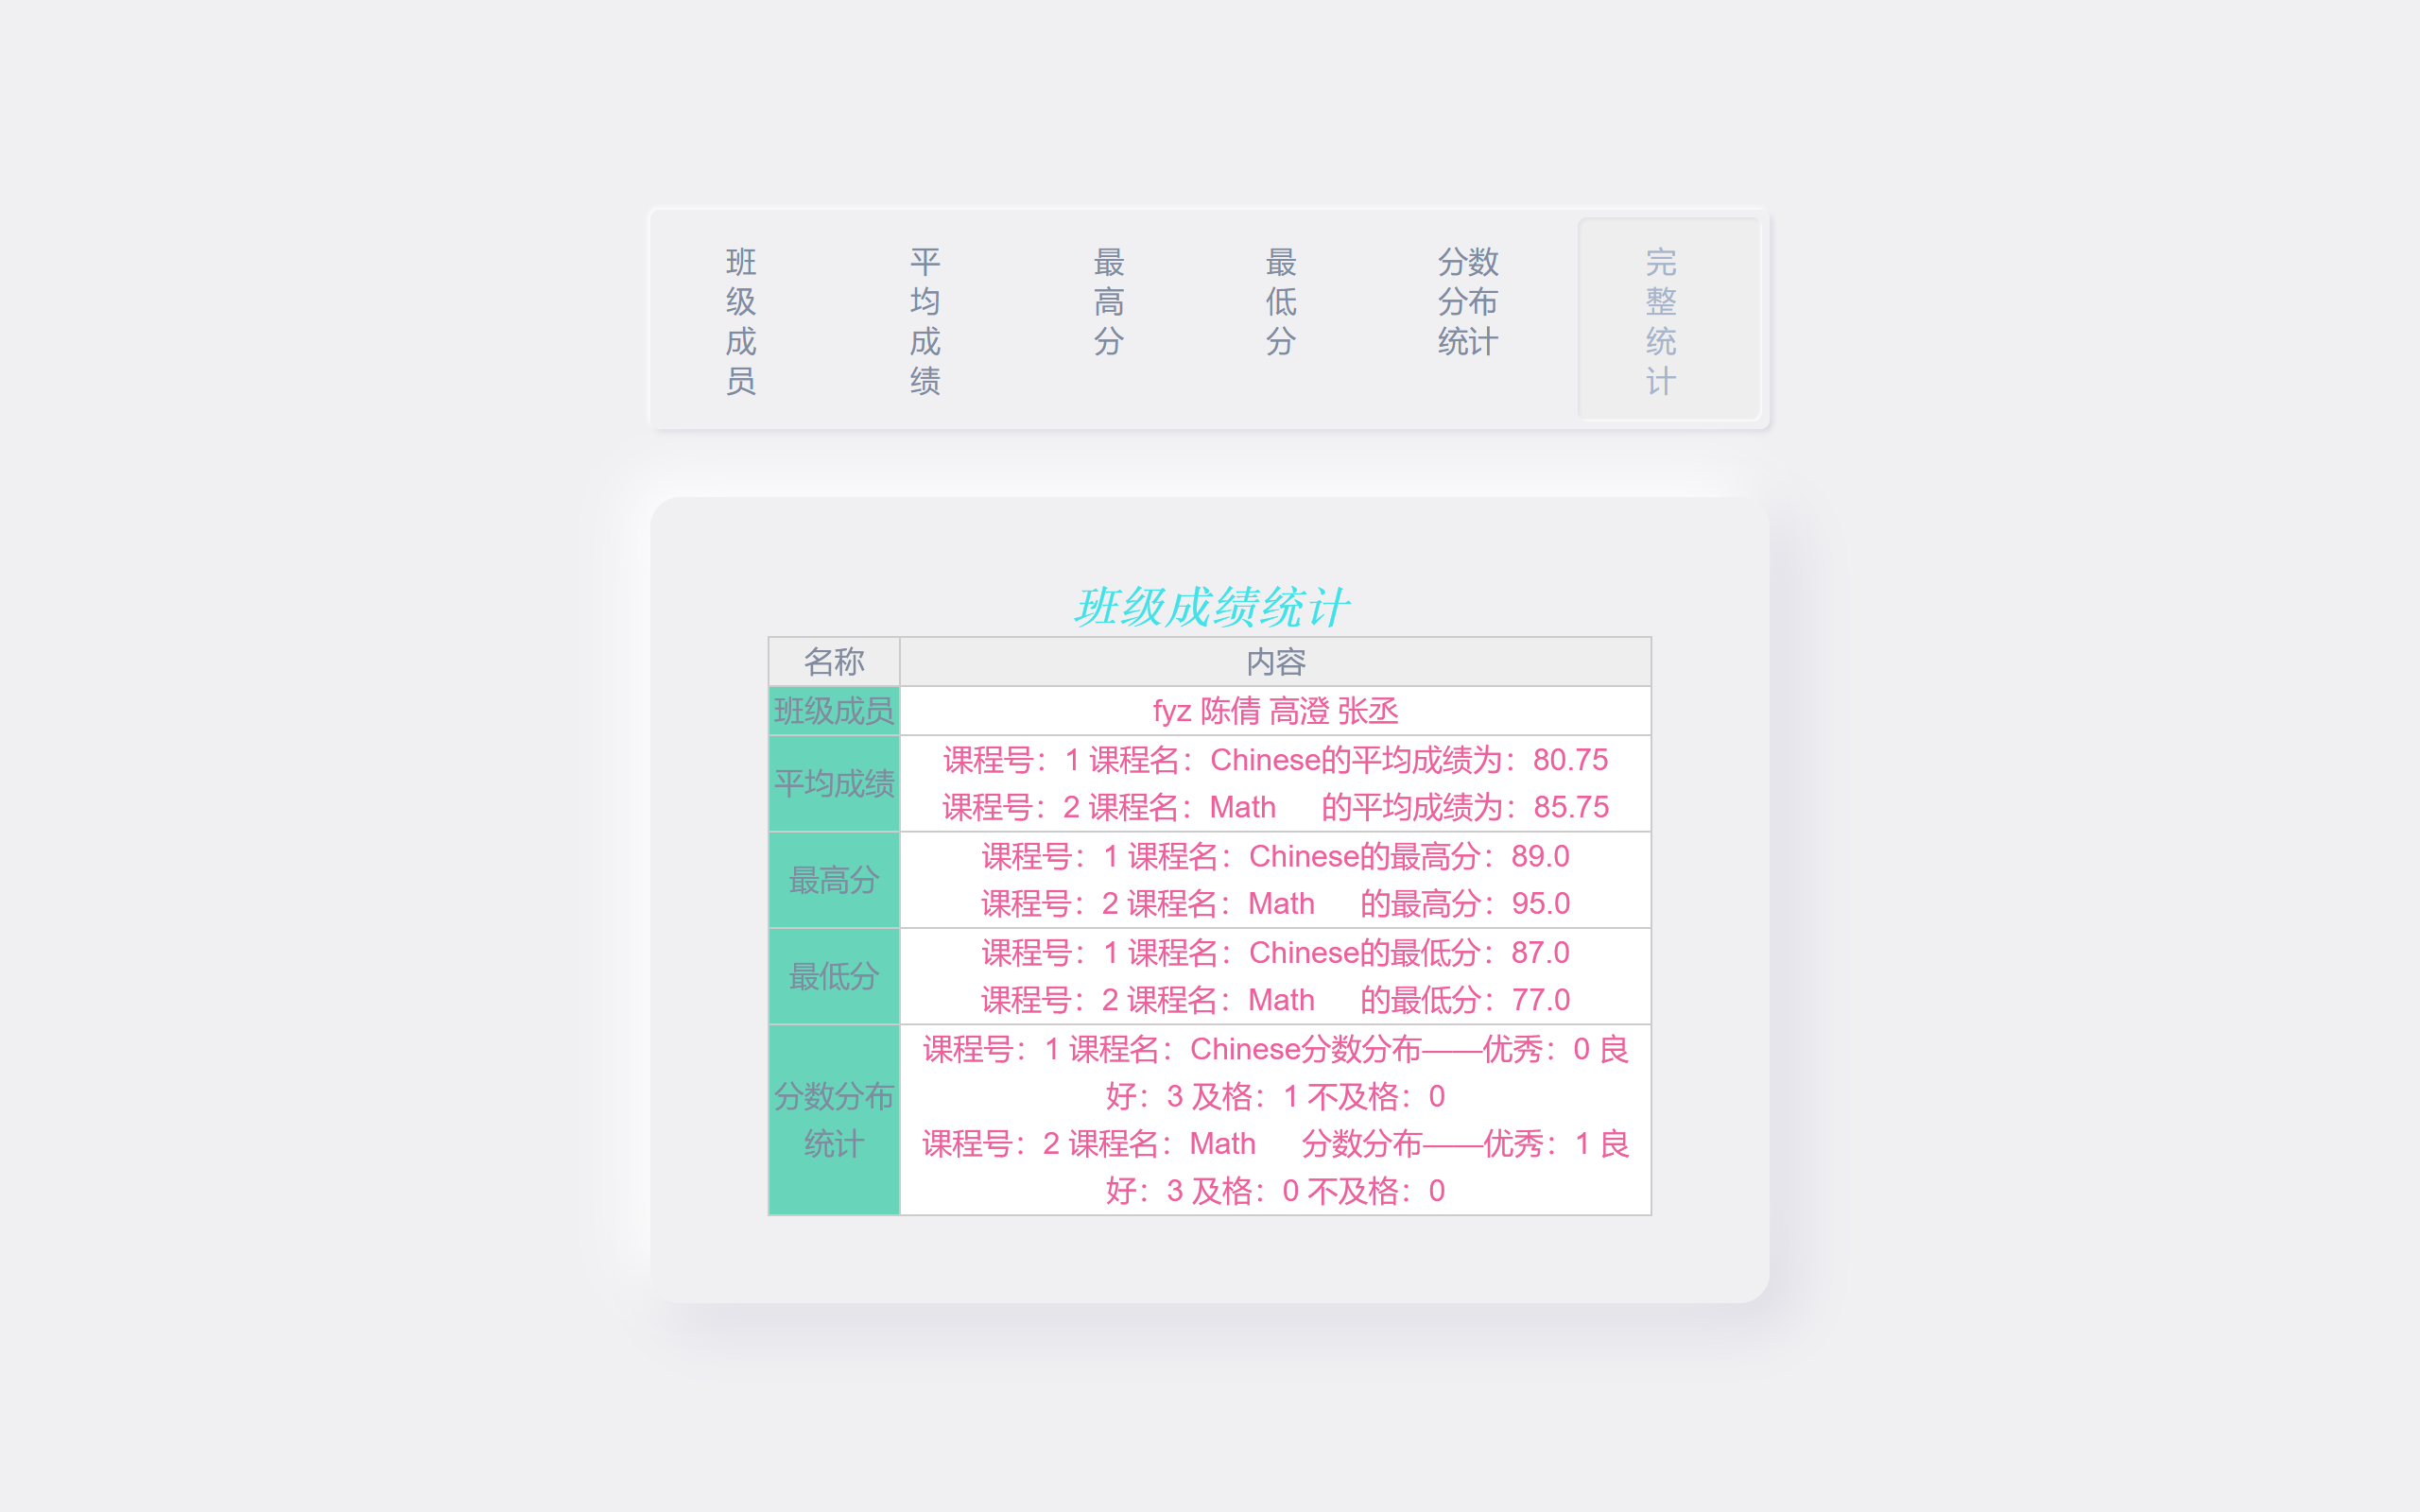 班级成员
平均成绩
最高分
最低分
分数分布统计
完整统计
班级成绩统计
名称 内容
班级成员 fyz 陈倩 高澄 张丞
平均成绩
课程号：1 课程名：Chinese的平均成绩为：80.75
课程号：2 课程名：Math 的平均成绩为：85.75
最高分
课程号：1 课程名：Chinese的最高分：89.0
课程号：2 课程名：Math 的最高分：95.0
最低分
课程号：1 课程名：Chinese的最低分：87.0
课程号：2 课程名：Math 的最低分：77.0
分数分布
统计
课程号：1 课程名：Chinese分数分布——优秀：0 良
好：3 及格：1 不及格：0
课程号：2 课程名：Math 分数分布——优秀：1 良
好：3 及格：0 不及格：0